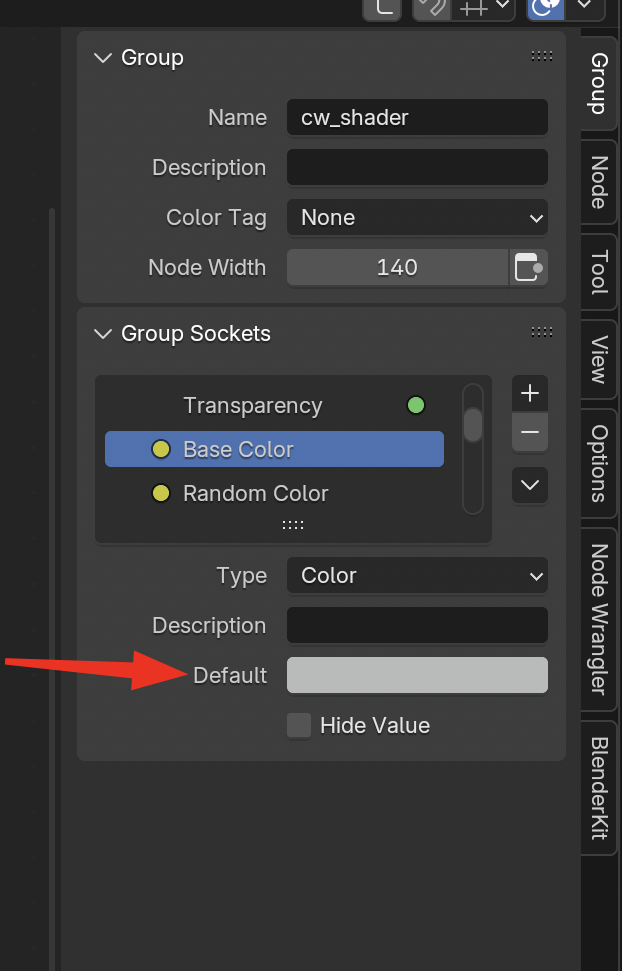 Group
Name cw_shader
Description
Color Tag None
Node Width 140
Group Sockets
Transparency
Base Color
Random Color
Type Color
Description
Default
Hide Value
Group
Node
Tool
View
Options
Node Wrangler
BlenderKit